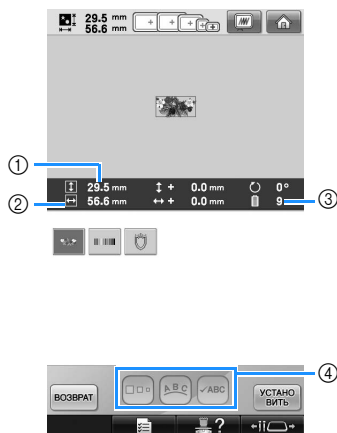 29.5 mm
56.6 mm
① 29.5 mm ↕ + 0.0 mm 0°
② 56.6 mm ↔ + 0.0 mm 9 ③
④
ABC ✓ABC
ВОЗВРАТ
УСТАНО
ВИТЬ
?